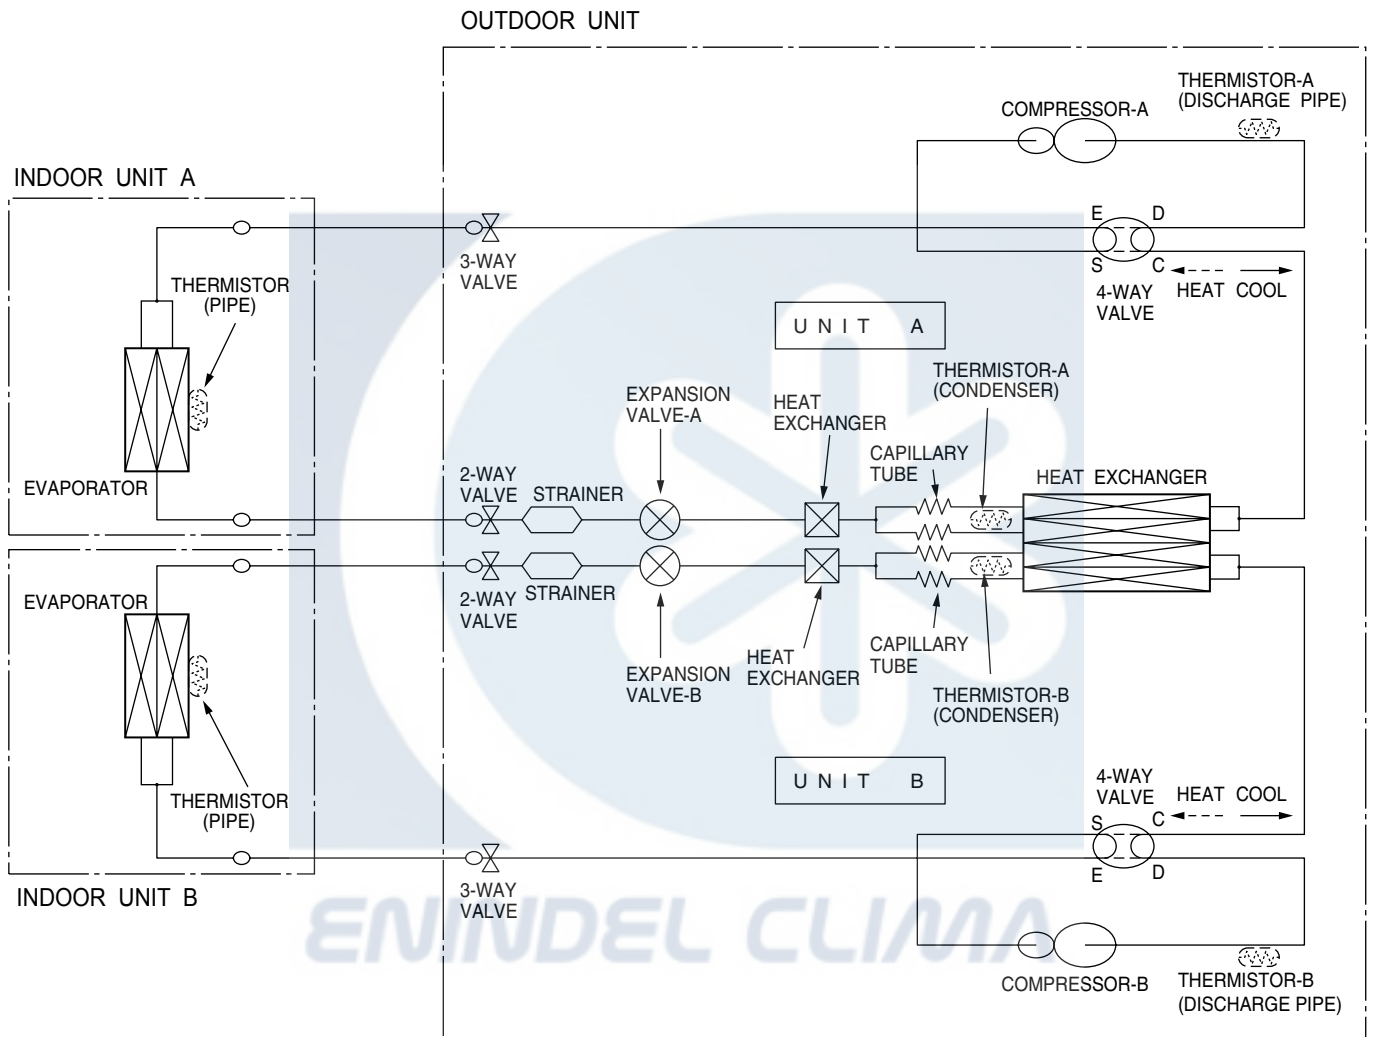 OUTDOOR UNIT
THERMISTOR-A
(DISCHARGE PIPE)
COMPRESSOR-A
INDOOR UNIT A
E D
S C
3-WAY
VALVE
4-WAY
VALVE
HEAT COOL
THERMISTOR
(PIPE)
UNIT A
THERMISTOR-A
(CONDENSER)
EXPANSION
VALVE-A
HEAT
EXCHANGER
CAPILLARY
TUBE
HEAT EXCHANGER
2-WAY
VALVE
STRAINER
EVAPORATOR
EVAPORATOR
2-WAY
VALVE
STRAINER
EXPANSION
VALVE-B
HEAT
EXCHANGER
CAPILLARY
TUBE
THERMISTOR-B
(CONDENSER)
UNIT B
4-WAY
VALVE
HEAT COOL
S C
E D
THERMISTOR
(PIPE)
INDOOR UNIT B
3-WAY
VALVE
ENINDEL CLIMA
COMPRESSOR-B
THERMISTOR-B
(DISCHARGE PIPE)